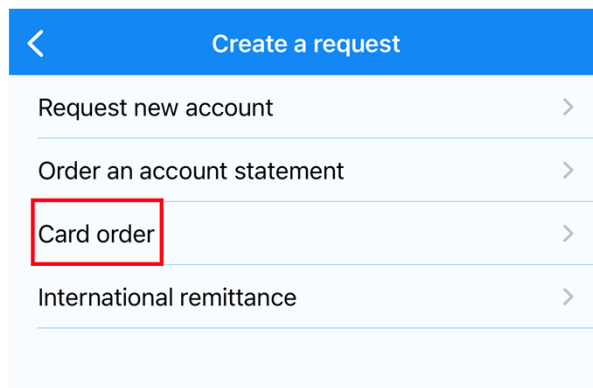 Create a request
Request new account
Order an account statement
Card order
International remittance